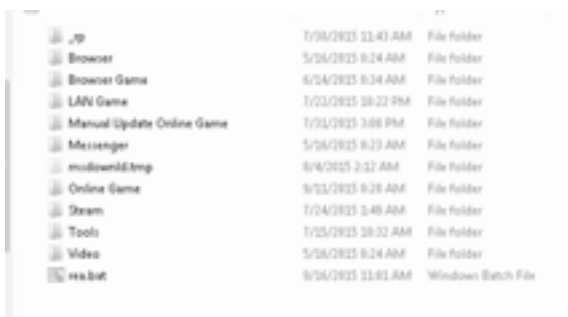 _rp 7/30/2015 11:43 AM File folder
Browser 5/16/2015 8:24 AM File folder
Browser Game 6/14/2015 8:34 AM File folder
LAN Game 7/22/2015 10:22 PM File folder
Manual Update Online Game 7/31/2015 3:00 PM File folder
Messenger 5/16/2015 8:23 AM File folder
msdownld.tmp 8/4/2015 2:12 AM File folder
Online Game 9/11/2015 8:28 AM File folder
Steam 7/24/2015 1:48 AM File folder
Tools 7/15/2015 10:32 AM File folder
Video 5/16/2015 8:24 AM File folder
rea.bat 9/16/2015 11:01 AM Windows Batch File